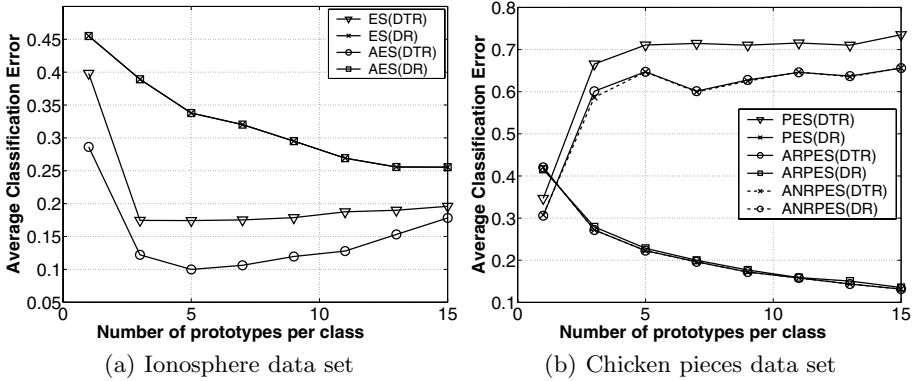 0.45
0.4
0.35
0.3
0.25
0.2
0.15
0.1
0.05
0
5
10
15
Average Classification Error
Number of prototypes per class
ES(DTR)
ES(DR)
AES(DTR)
AES(DR)
(a) Ionosphere data set
0.8
0.7
0.6
0.5
0.4
0.3
0.2
0.1
0
5
10
15
Average Classification Error
Number of prototypes per class
PES(DTR)
PES(DR)
ARPES(DTR)
ARPES(DR)
ANRPES(DTR)
ANRPES(DR)
(b) Chicken pieces data set